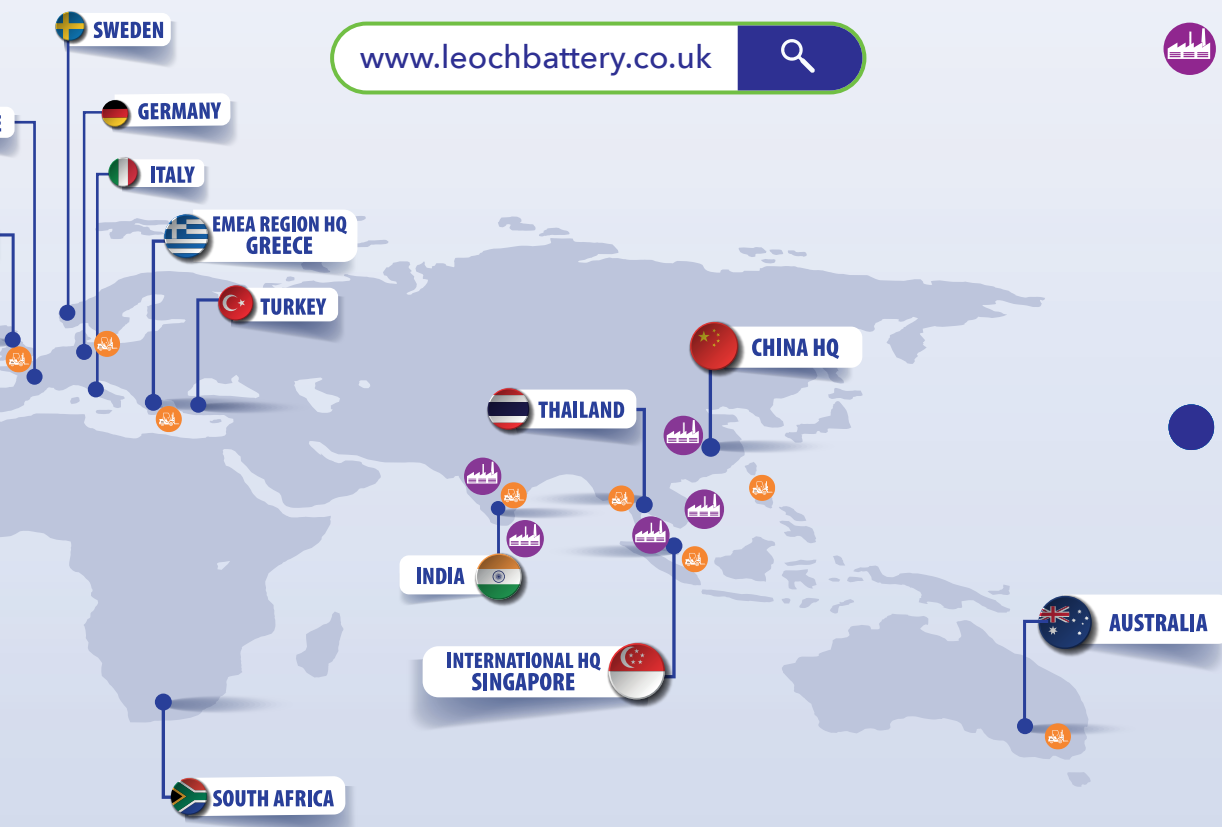 SWEDEN
www.leochbattery.co.uk
GERMANY
ITALY
EMEA REGION HQ
GREECE
TURKEY
CHINA HQ
THAILAND
INDIA
AUSTRALIA
INTERNATIONAL HQ
SINGAPORE
SOUTH AFRICA